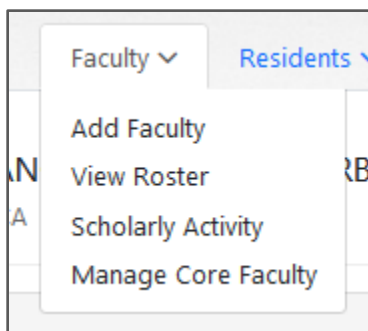 Faculty
Residents
Add Faculty
View Roster
Scholarly Activity
Manage Core Faculty